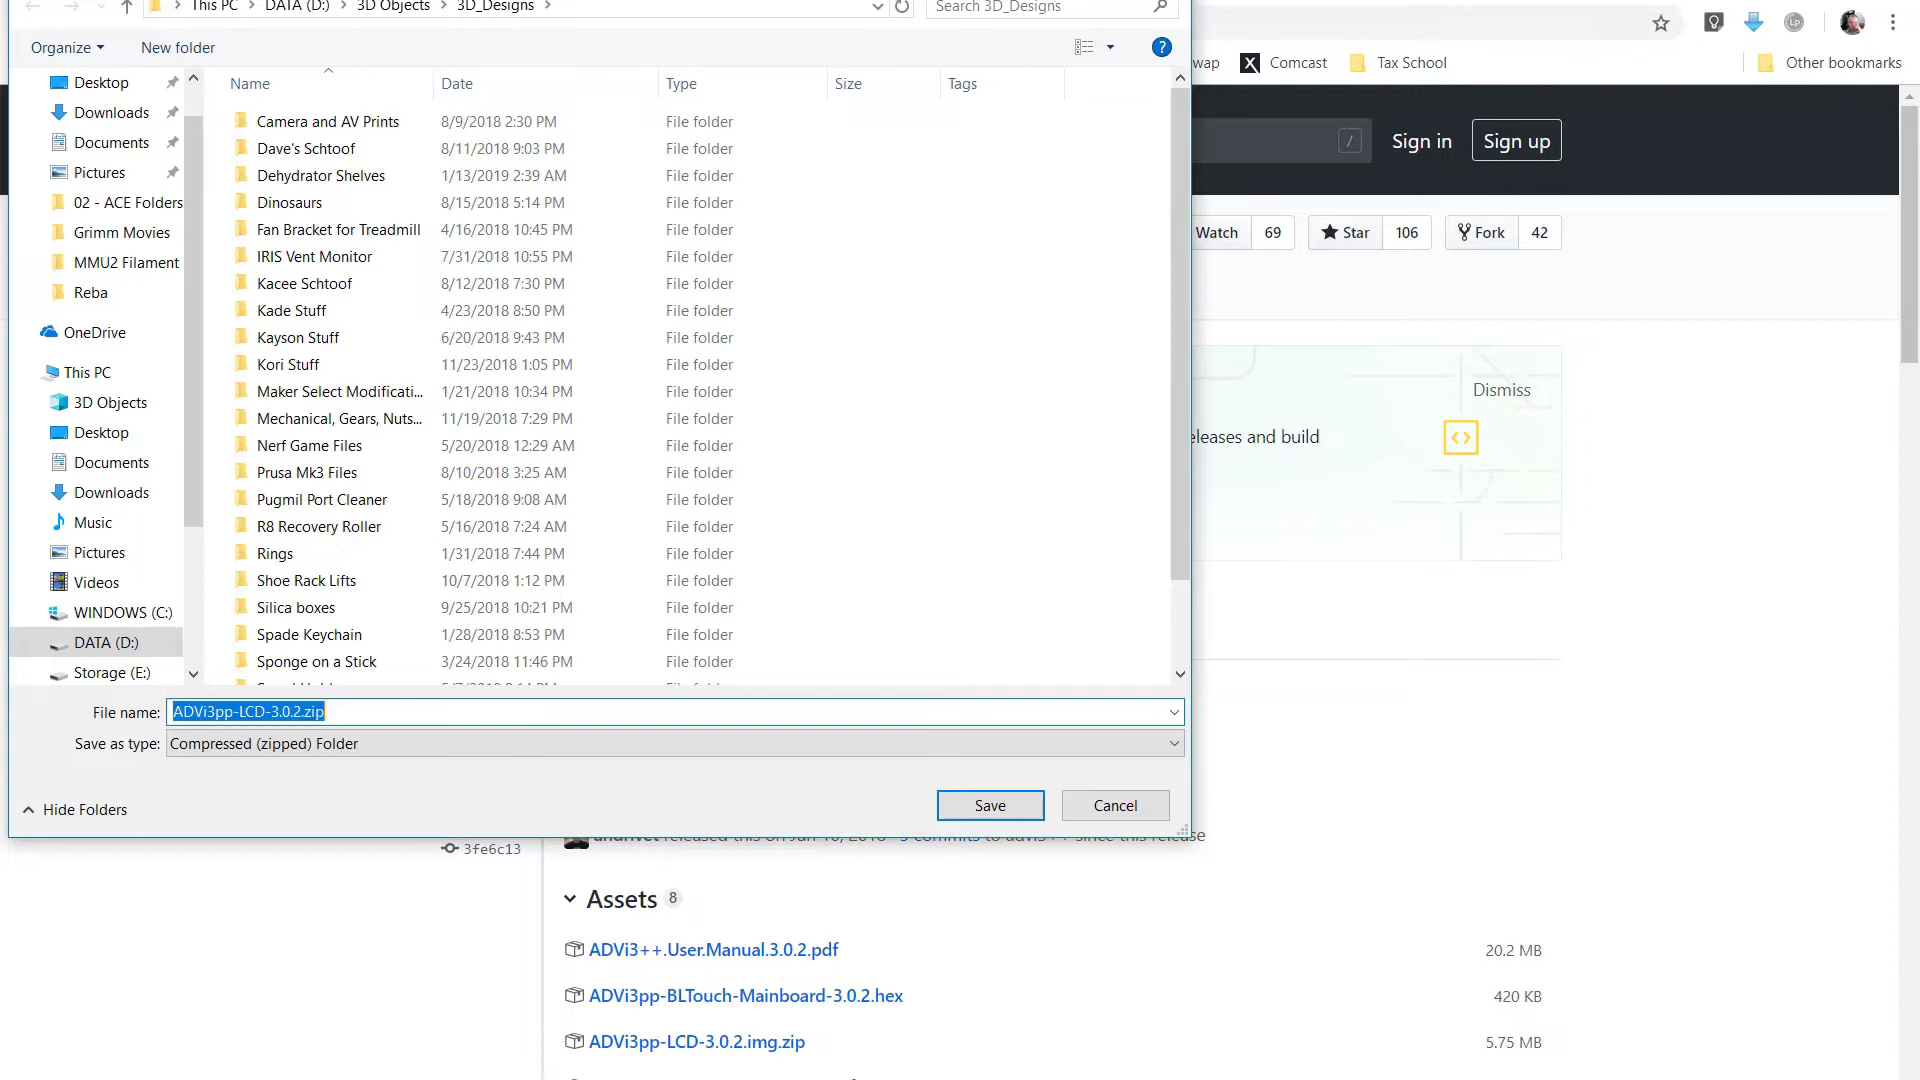 This PC > DATA (D:) > 3D Objects > 3D_Designs >
Search 3D_Designs
Organize
New folder
?
Name
Date
Type
Size
Tags
Desktop
Downloads
Documents
Pictures
02 - ACE Folders
Grimm Movies
MMU2 Filament
Reba
OneDrive
This PC
3D Objects
Desktop
Documents
Downloads
Music
Pictures
Videos
WINDOWS (C:)
DATA (D:)
Storage (E:)
Camera and AV Prints 8/9/2018 2:30 PM File folder
Dave's Schtoof 8/11/2018 9:03 PM File folder
Dehydrator Shelves 1/13/2019 2:39 AM File folder
Dinosaurs 8/15/2018 5:14 PM File folder
Fan Bracket for Treadmill 4/16/2018 10:45 PM File folder
IRIS Vent Monitor 7/31/2018 10:55 PM File folder
Kacee Schtoof 8/12/2018 7:30 PM File folder
Kade Stuff 4/23/2018 8:50 PM File folder
Kayson Stuff 6/20/2018 9:43 PM File folder
Kori Stuff 11/23/2018 1:05 PM File folder
Maker Select Modificati... 1/21/2018 10:34 PM File folder
Mechanical, Gears, Nuts... 11/19/2018 7:29 PM File folder
Nerf Game Files 5/20/2018 12:29 AM File folder
Prusa Mk3 Files 8/10/2018 3:25 AM File folder
Pugmil Port Cleaner 5/18/2018 9:08 AM File folder
R8 Recovery Roller 5/16/2018 7:24 AM File folder
Rings 1/31/2018 7:44 PM File folder
Shoe Rack Lifts 10/7/2018 1:12 PM File folder
Silica boxes 9/25/2018 10:21 PM File folder
Spade Keychain 1/28/2018 8:53 PM File folder
Sponge on a Stick 3/24/2018 11:46 PM File folder
File name: ADVi3pp-LCD-3.0.2.zip
Save as type: Compressed (zipped) Folder
Hide Folders
Save
Cancel
wap
X
Comcast
Tax School
Other bookmarks
/
Sign in
Sign up
Watch 69
Star 106
Fork 42
Dismiss
eleases and build
3fe6c13
released this on
commits to
since this release
Assets 8
ADVi3++.User.Manual.3.0.2.pdf 20.2 MB
ADVi3pp-BLTouch-Mainboard-3.0.2.hex 420 KB
ADVi3pp-LCD-3.0.2.img.zip 5.75 MB